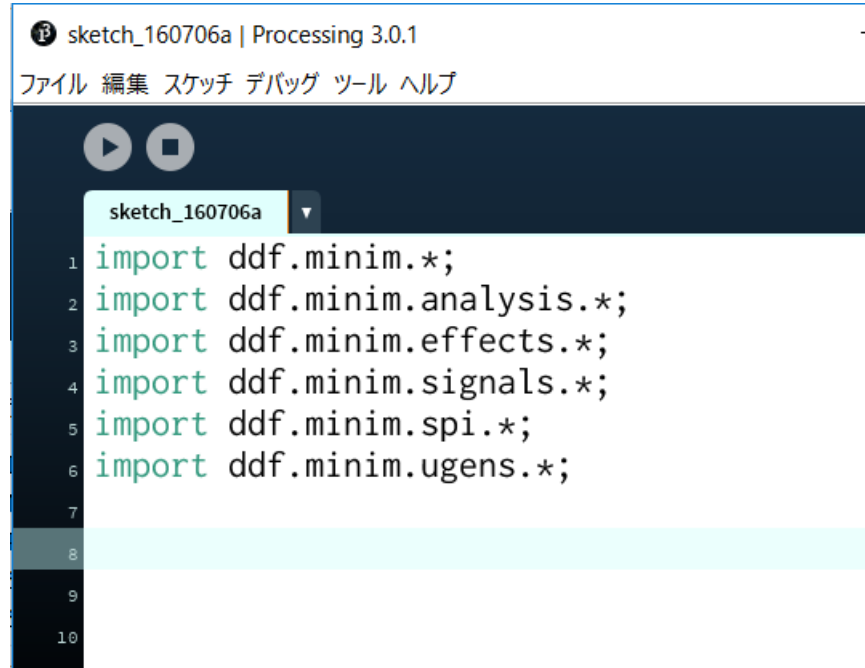 sketch_160706a | Processing 3.0.1
ファイル 編集 スケッチ デバッグ ツール ヘルプ
sketch_160706a
1 import ddf.minim.*;
2 import ddf.minim.analysis.*;
3 import ddf.minim.effects.*;
4 import ddf.minim.signals.*;
5 import ddf.minim.spi.*;
6 import ddf.minim.ugens.*;
7
8
9
10